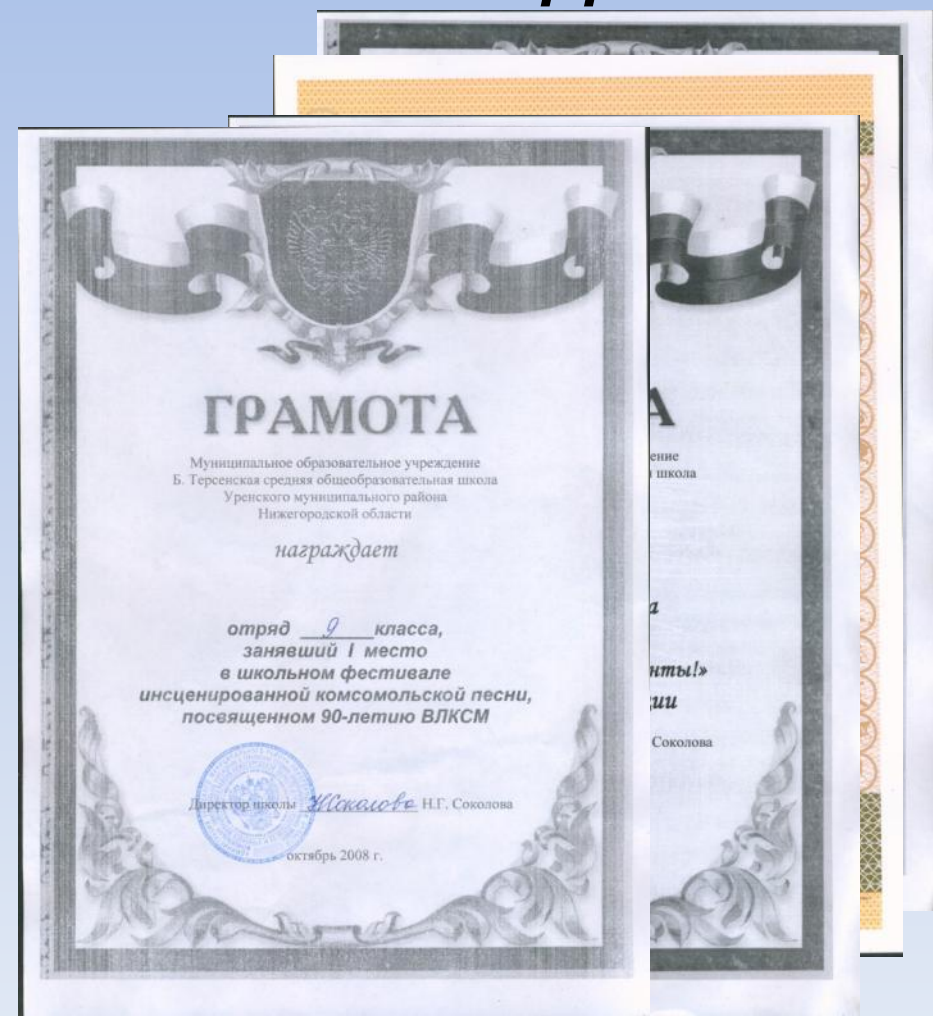 ГРАМОТА
Муниципальное образовательное учреждение
Б. Терсенская средняя общеобразовательная школа
Уренского муниципального района
Нижегородской области
награждает
отряд 9 класса,
занявший I место
в школьном фестивале
инсценированной комсомольской песни,
посвященном 90-летию ВЛКСМ
Директор школы НСоколова Н.Г. Соколова
октябрь 2008 г.
А
ение
школа
а
нты!»
ции
Соколова